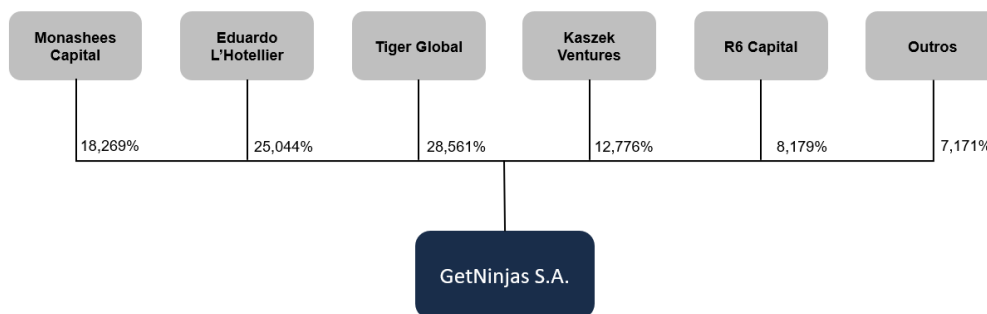 Monashees
Capital
Eduardo
L'Hotellier
Tiger Global
Kaszek
Ventures
R6 Capital
Outros
18,269%
25,044%
28,561%
12,776%
8,179%
7,171%
GetNinjas S.A.